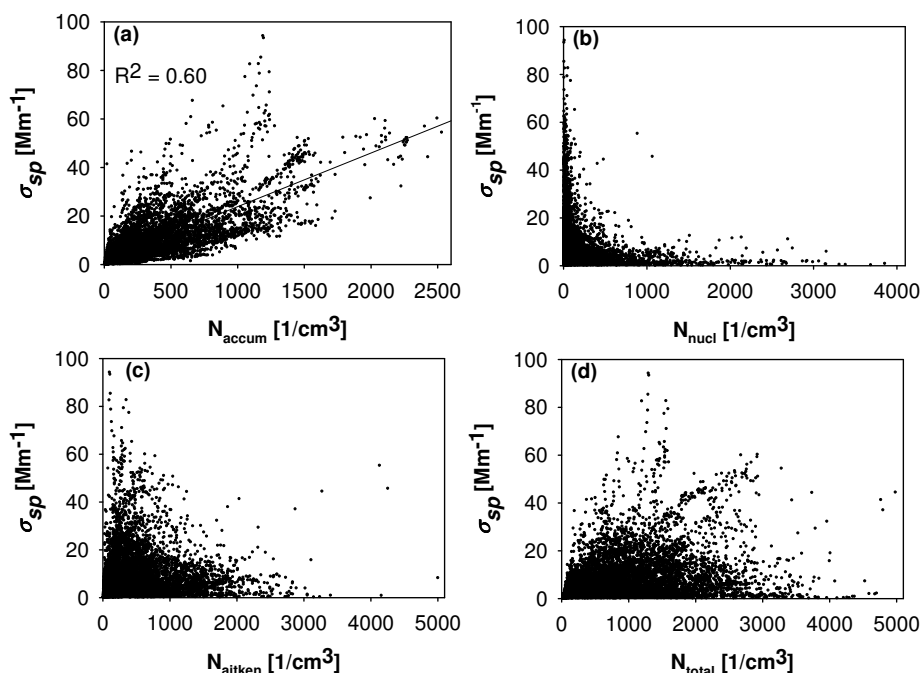 (a)
R² = 0.60
σsp [Mm⁻¹]
100
80
60
40
20
0
0 500 1000 1500 2000 2500
Naccum [1/cm³]
(b)
σsp [Mm⁻¹]
100
80
60
40
20
0
0 1000 2000 3000 4000
Nnucl [1/cm³]
(c)
σsp [Mm⁻¹]
100
80
60
40
20
0
0 1000 2000 3000 4000 5000
Naitken [1/cm³]
(d)
σsp [Mm⁻¹]
100
80
60
40
20
0
0 1000 2000 3000 4000 5000
Ntotal [1/cm³]